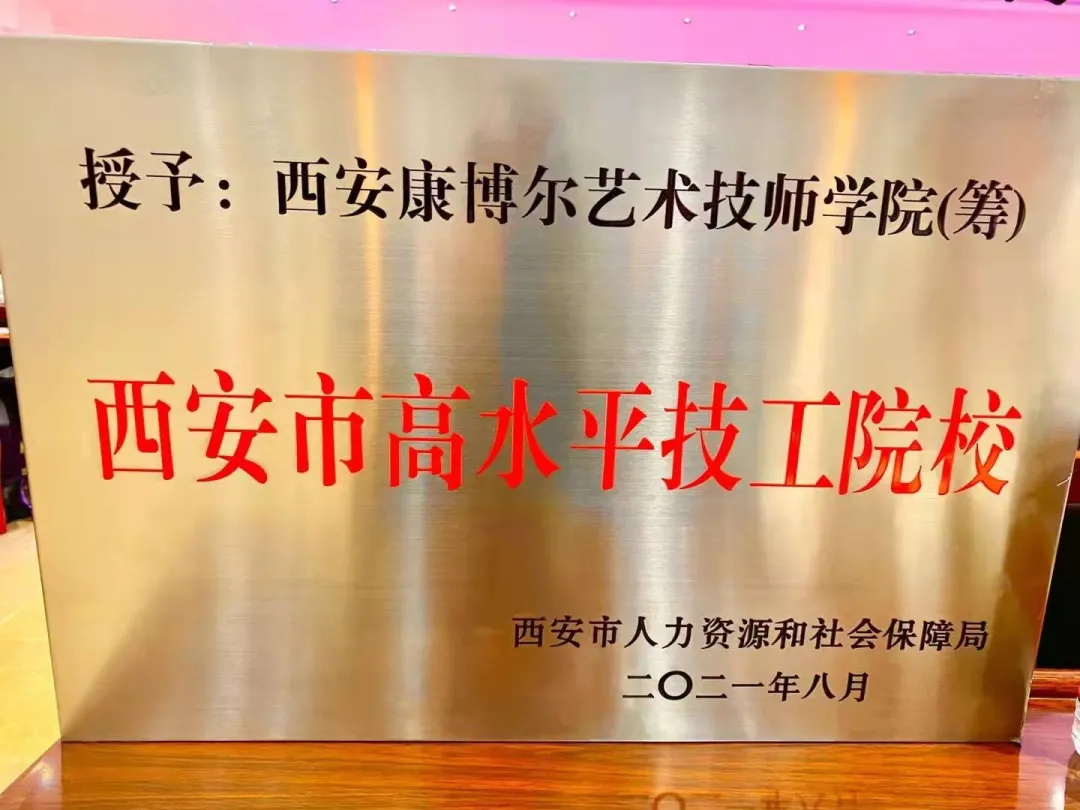 授予：西安康博尔艺术技师学院(筹)
西安市高水平技工院校
西安市人力资源和社会保障局
二〇二一年八月